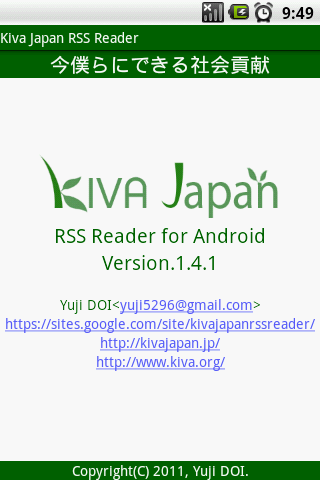 9:49
Kiva Japan RSS Reader
今僕らにできる社会貢献
KIVA Japan
RSS Reader for Android
Version.1.4.1
Yuji DOI<yuji5296@gmail.com>
https://sites.google.com/site/kivajapanrssreader/
http://kivajapan.jp/
http://www.kiva.org/
Copyright(C) 2011, Yuji DOI.